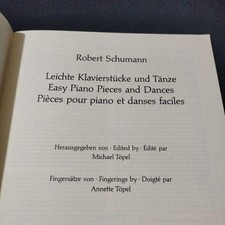 Robert Schumann
Leichte Klavierstücke und Tänze
Easy Piano Pieces and Dances
Pièces pour piano et danses faciles
Herausgegeben von · Edited by · Édité par
Michael Töpel
Fingersätze von · Fingerings by · Doigté par
Annette Töpel